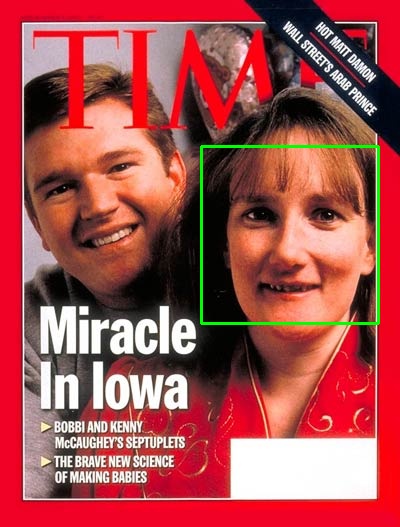 TIME
HOT MATT DAMON
WALL STREET'S ARAB PRINCE
Miracle
In Iowa
BOBBI AND KENNY
McCAUGHEY'S SEPTUPLETS
THE BRAVE NEW SCIENCE
OF MAKING BABIES